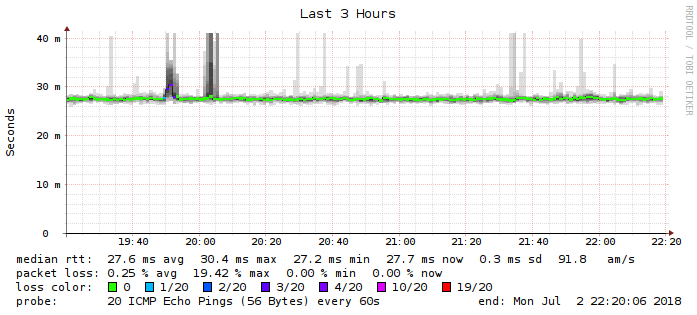 Last 3 Hours
RRDTOOL / TOBI OETIKER
Seconds
40 m
30 m
20 m
10 m
0
19:40 20:00 20:20 20:40 21:00 21:20 21:40 22:00 22:20
median rtt: 27.6 ms avg 30.4 ms max 27.2 ms min 27.7 ms now 0.3 ms sd 91.8 am/s
packet loss: 0.25 % avg 19.42 % max 0.00 % min 0.00 % now
loss color: 0 1/20 2/20 3/20 4/20 10/20 19/20
probe: 20 ICMP Echo Pings (56 Bytes) every 60s end: Mon Jul 2 22:20:06 2018